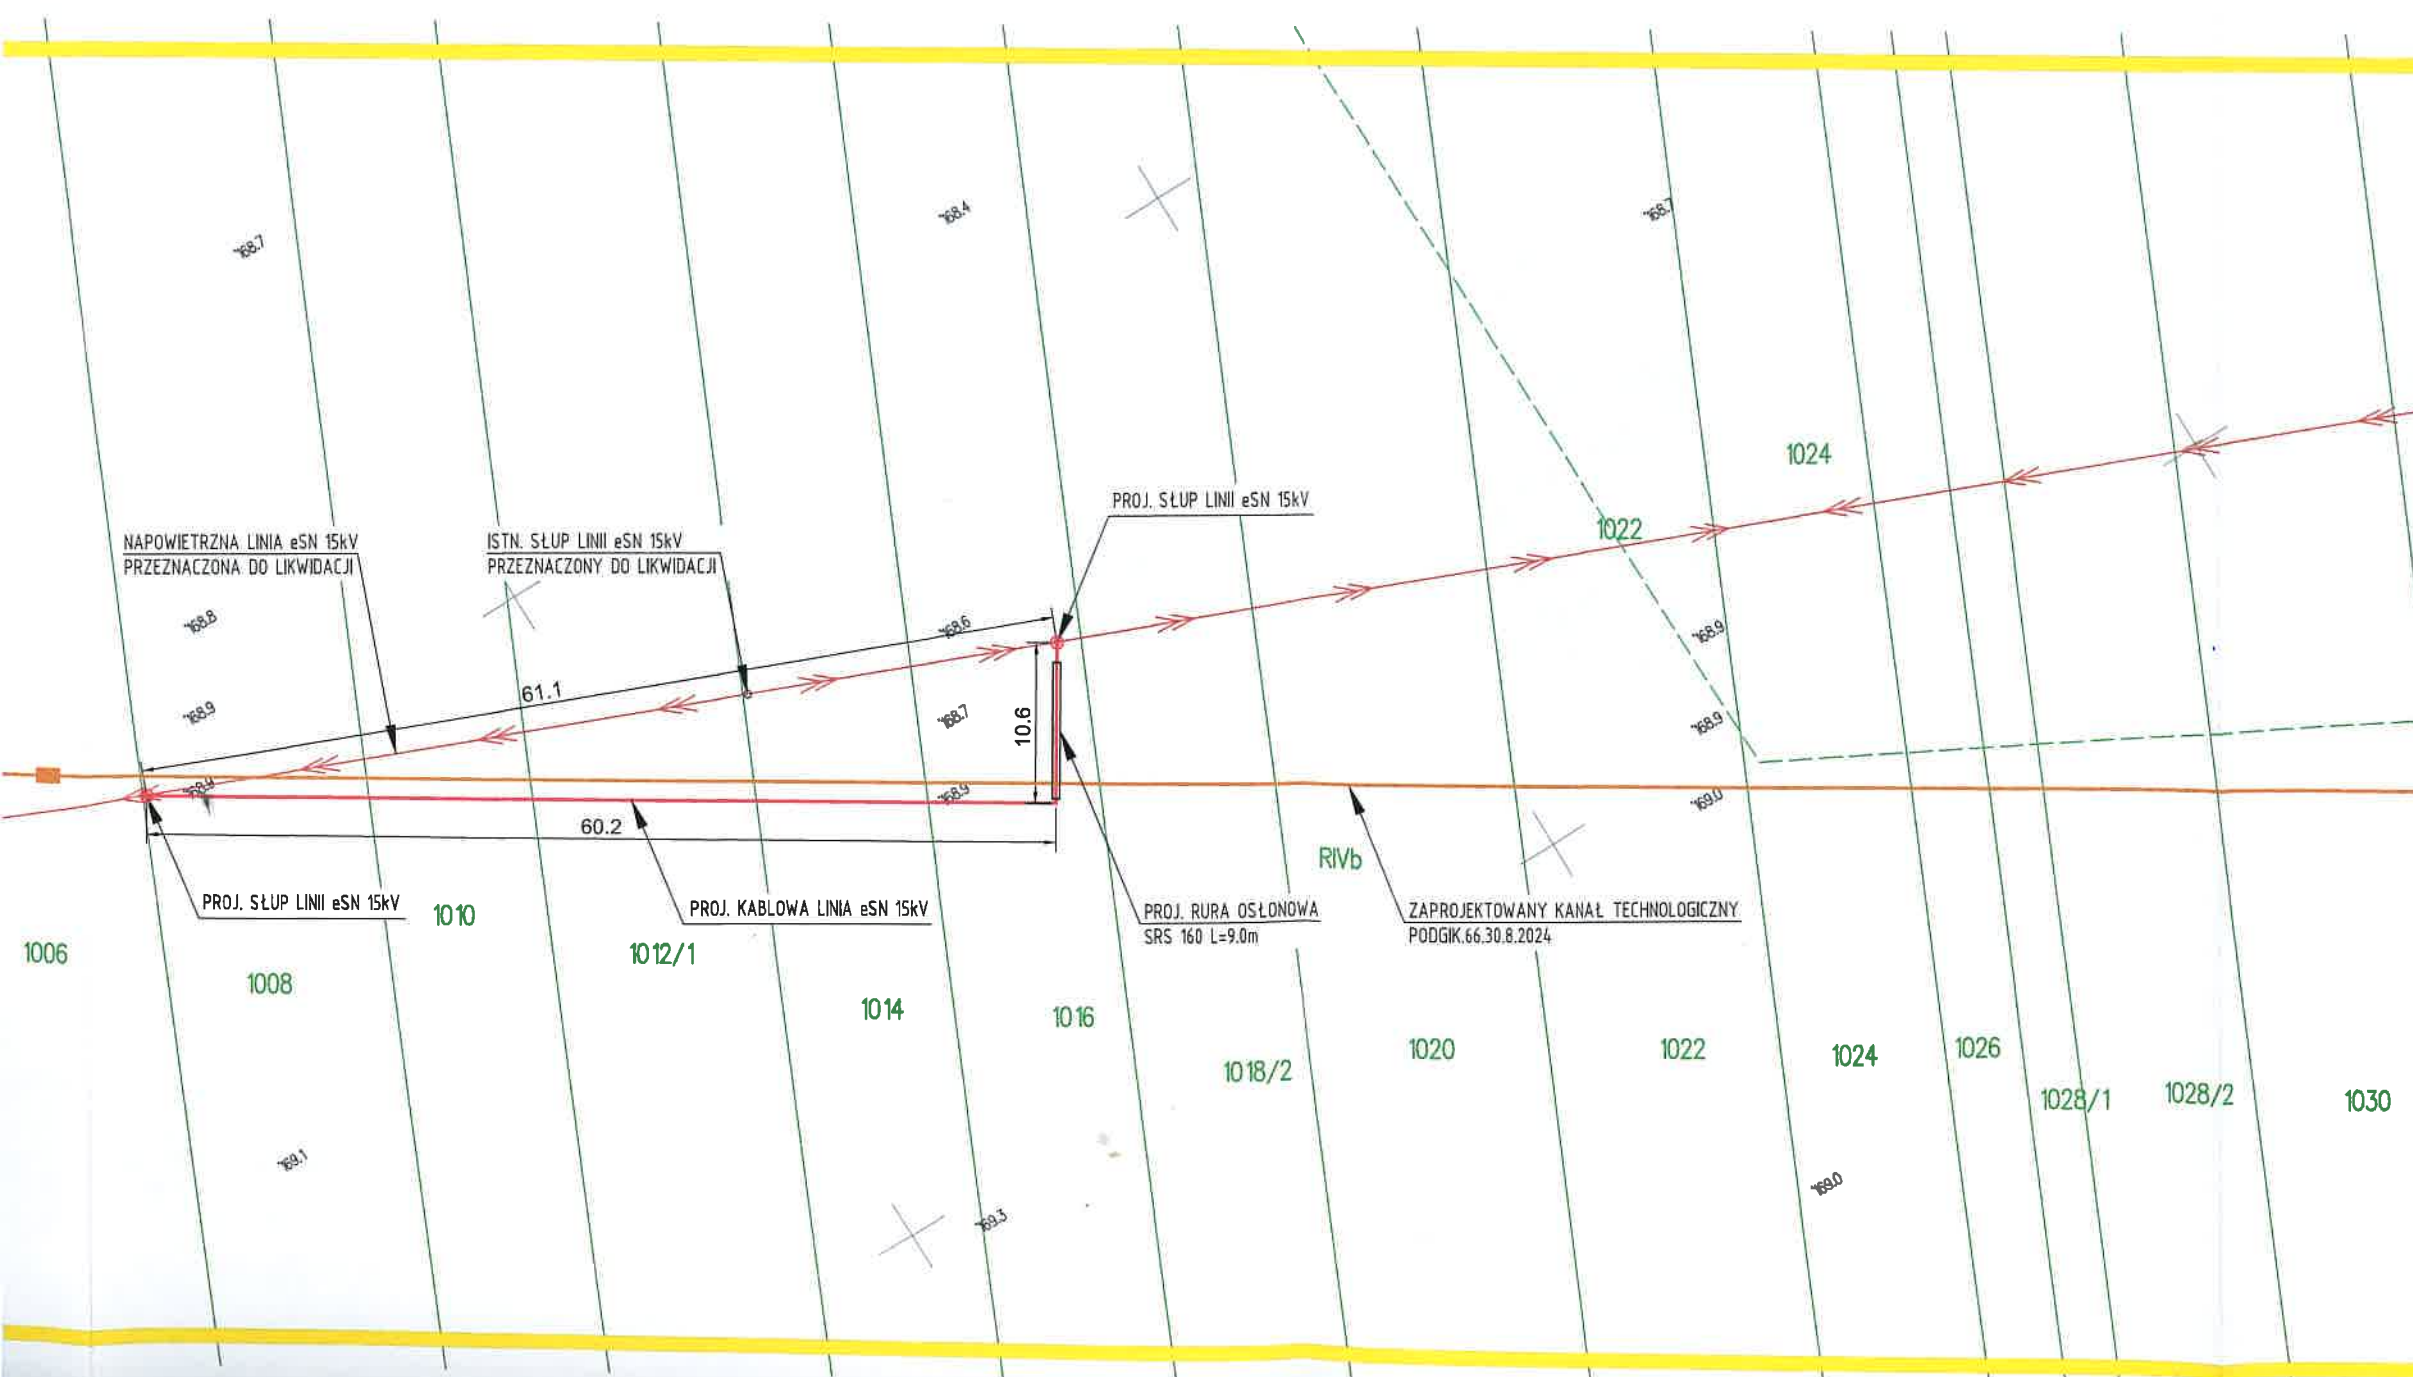 168.7
168.4
168.7
1024
PROJ. SŁUP LINII eSN 15kV
1022
NAPOWIETRZNA LINIA eSN 15kV
PRZEZNACZONA DO LIKWIDACJI
ISTN. SŁUP LINII eSN 15kV
PRZEZNACZONY DO LIKWIDACJI
168.8
168.6
168.9
61.1
168.9
168.7
10.6
168.9
168.9
168.9
169.0
60.2
RIVb
PROJ. SŁUP LINII eSN 15kV
1010
PROJ. KABLOWA LINIA eSN 15kV
PROJ. RURA OSŁONOWA
SRS 160 L=9.0m
ZAPROJEKTOWANY KANAŁ TECHNOLOGICZNY
PODGIK.66.30.8.2024
1006
1008
1012/1
1014
1016
1018/2
1020
1022
1024
1026
1028/1
1028/2
1030
169.1
169.3
169.0